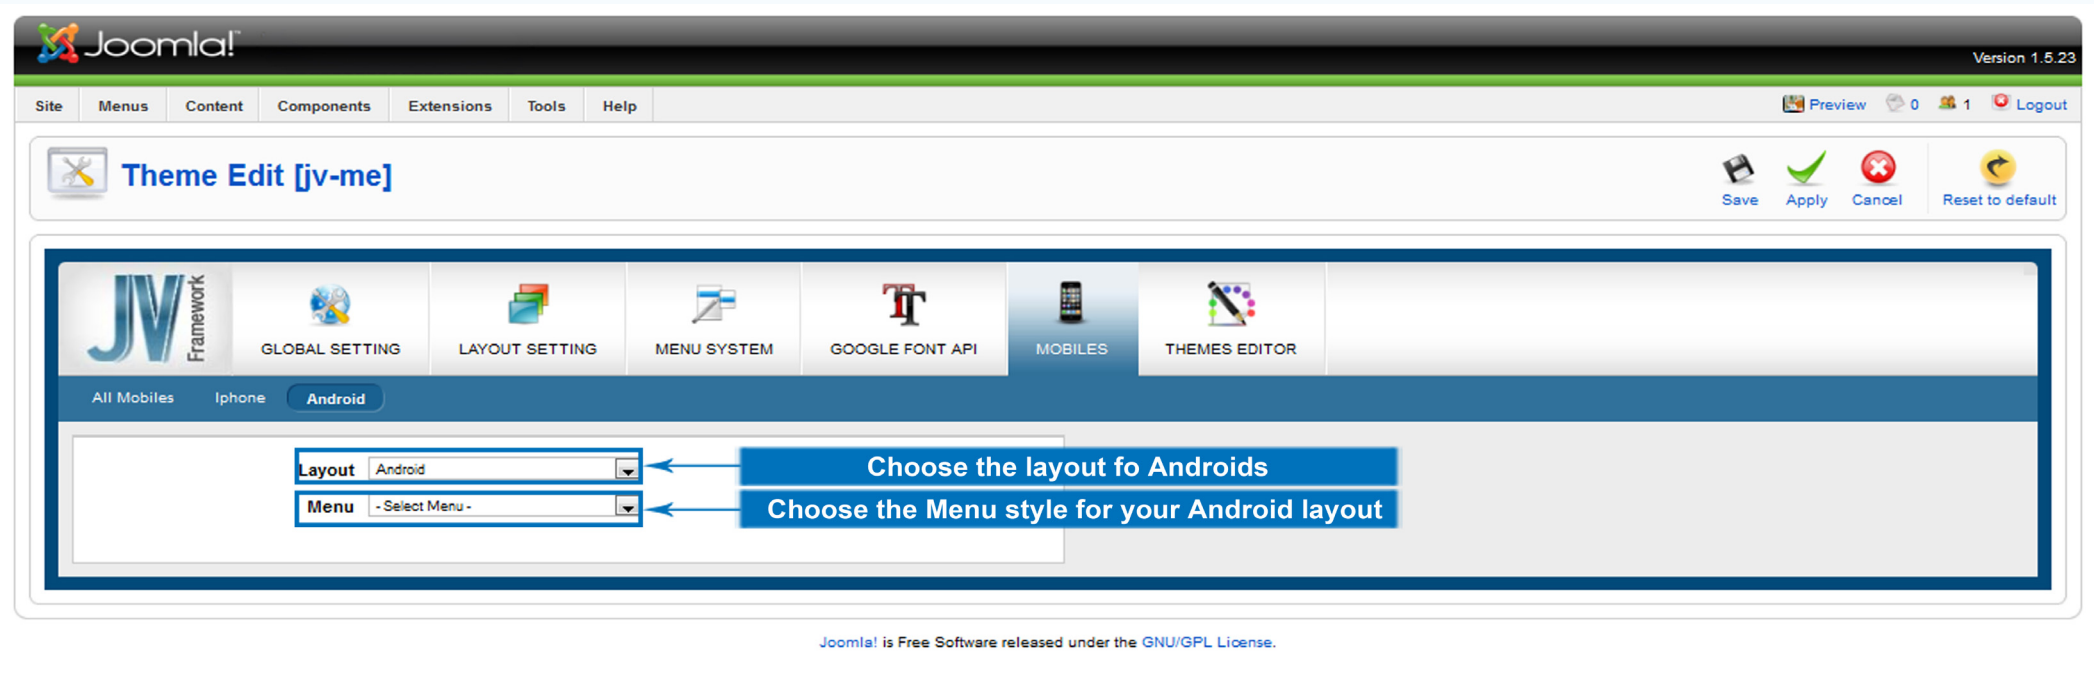 Joomla!™
Version 1.5.23
Site Menus Content Components Extensions Tools Help Preview 0 1 Logout
Theme Edit [jv-me]
Save Apply Cancel Reset to default
JV Framework
GLOBAL SETTING LAYOUT SETTING MENU SYSTEM GOOGLE FONT API MOBILES THEMES EDITOR
All Mobiles Iphone Android
Layout Android Choose the layout fo Androids
Menu - Select Menu - Choose the Menu style for your Android layout
Joomla! is Free Software released under the GNU/GPL License.